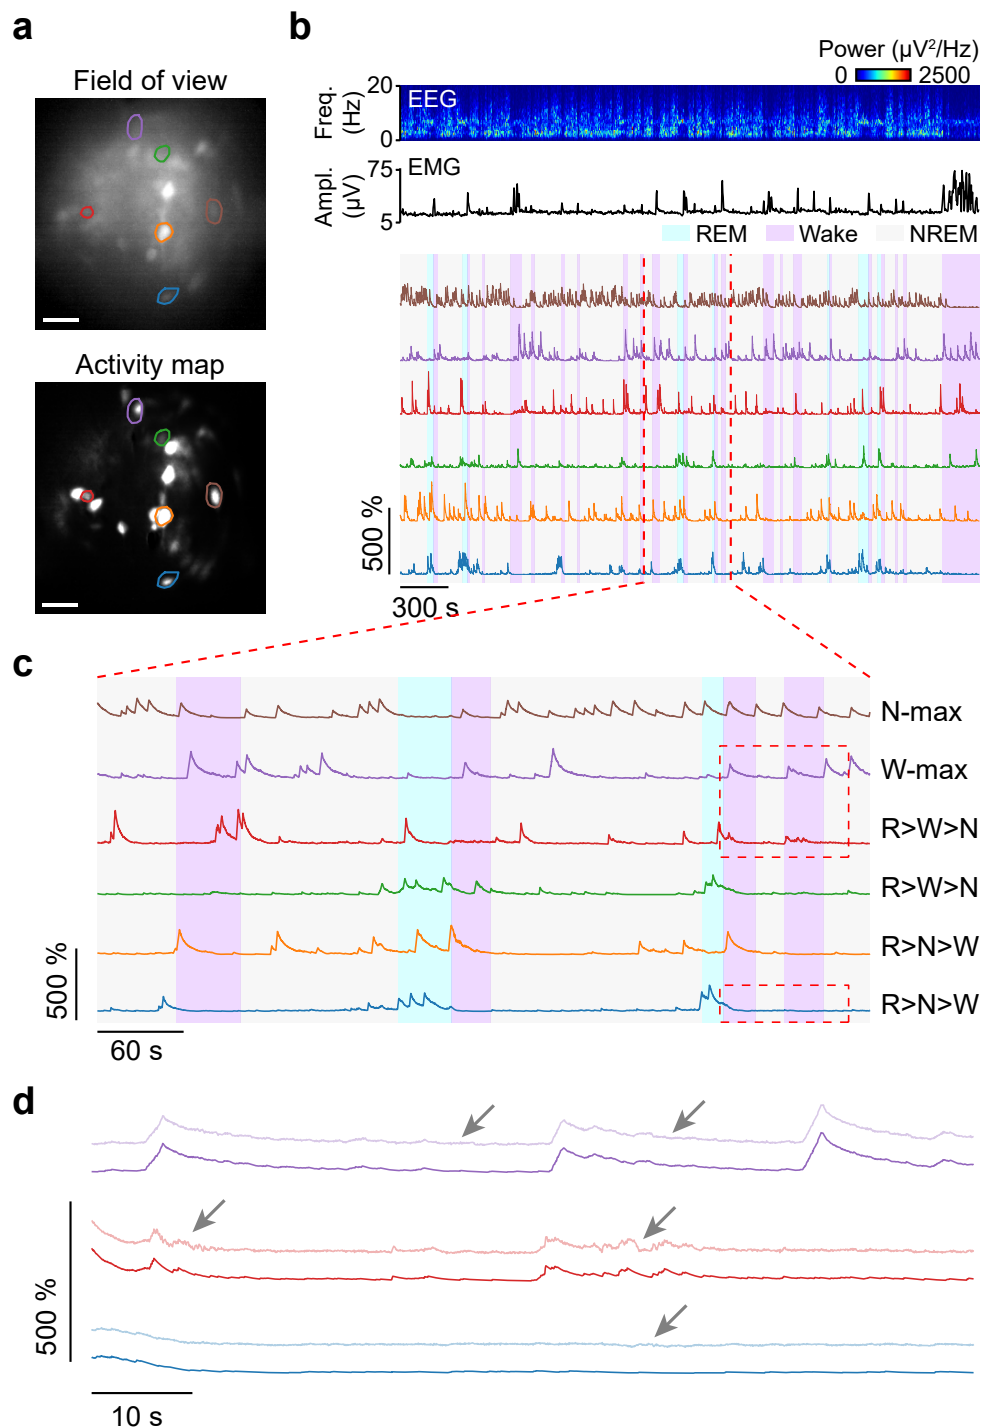 a
Field of view
Activity map
b
Power (µV²/Hz)
0 2500
20
Freq.
(Hz)
0
EEG
75
Ampl.
(µV)
5
EMG
REM Wake NREM
500 %
300 s
c
N-max
W-max
R>W>N
R>W>N
R>N>W
R>N>W
500 %
60 s
d
500 %
10 s